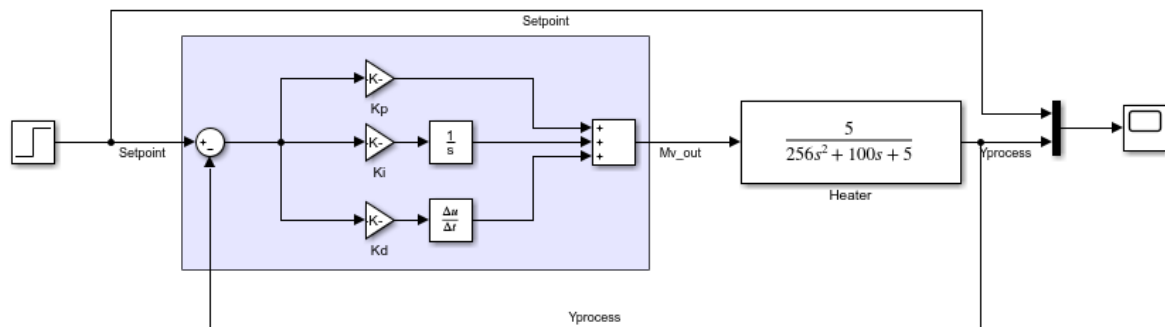 Setpoint
Setpoint
+
-
-K-
Kp
-K-
Ki
1
s
-K-
Kd
Δu
Δt
+
+
+
Mv_out
5
256s² + 100s + 5
Heater
Yprocess
Yprocess